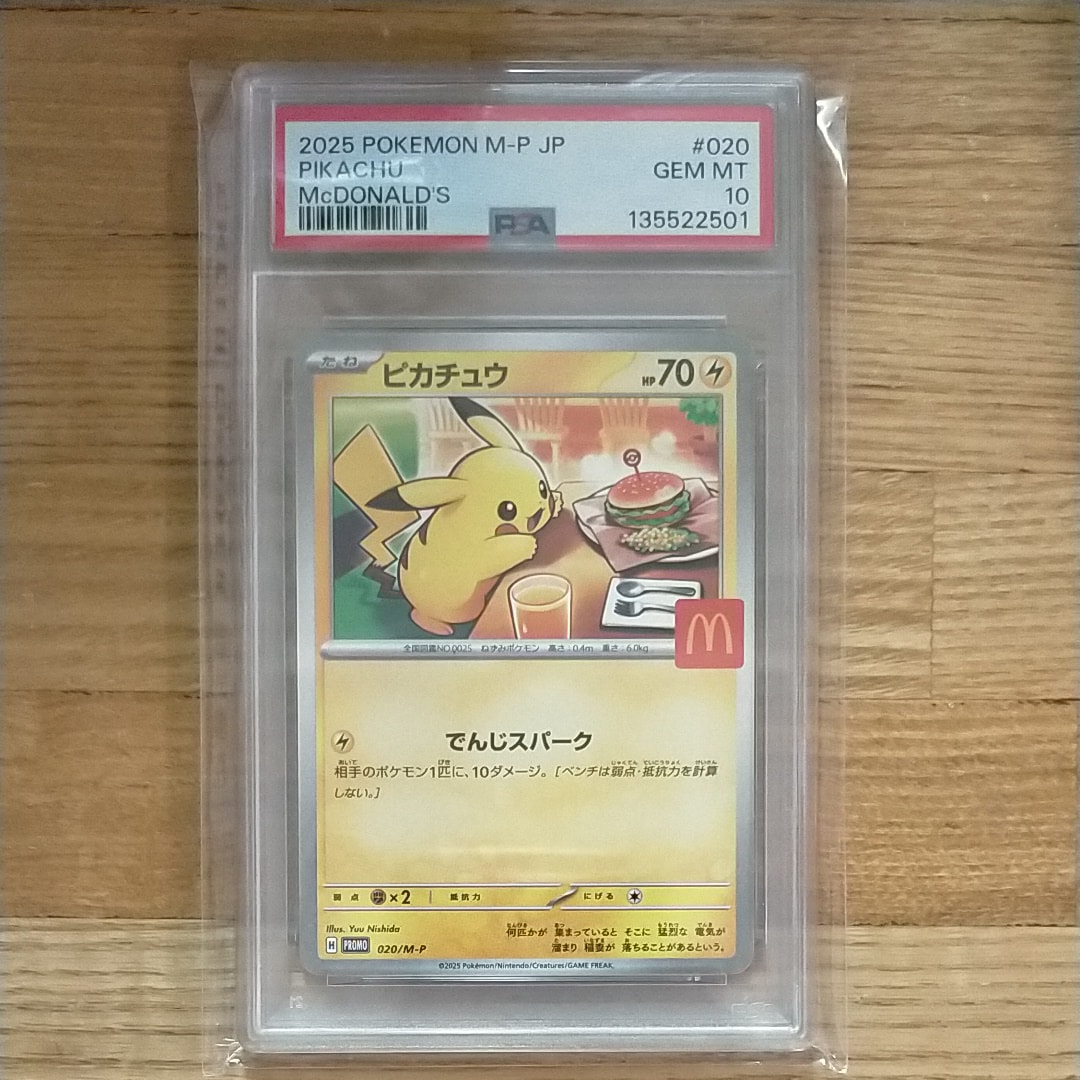 2025 POKEMON M-P JP #020
PIKACHU GEM MT
McDONALD'S 10
PSA 135522501
たね ピカチュウ HP 70
全国図鑑NO.0025 ねずみポケモン 高さ:0.4m 重さ:6.0kg
でんじスパーク
相手のポケモン1匹に、10ダメージ。[ベンチは弱点・抵抗力を計算
しない。]
弱点 ×2 抵抗力 にげる
Illus. Yuu Nishida
何匹かが 集まっていると そこに 猛烈な 電気が
溜まり 稲妻が 落ちることがあるという。
H PROMO 020/M-P
©2025 Pokémon/Nintendo/Creatures/GAME FREAK.